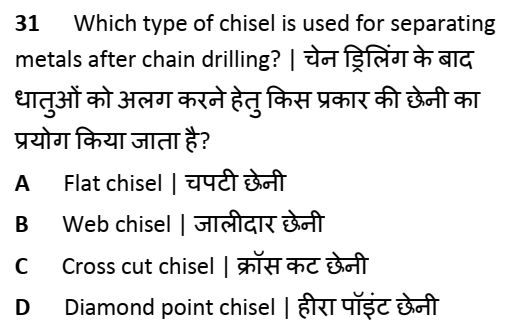 31 Which type of chisel is used for separating
metals after chain drilling? | चेन ड्रिलिंग के बाद
धातुओं को अलग करने हेतु किस प्रकार की छेनी का
प्रयोग किया जाता है?
A Flat chisel | चपटी छेनी
B Web chisel | जालीदार छेनी
C Cross cut chisel | क्रॉस कट छेनी
D Diamond point chisel | हीरा पॉइंट छेनी